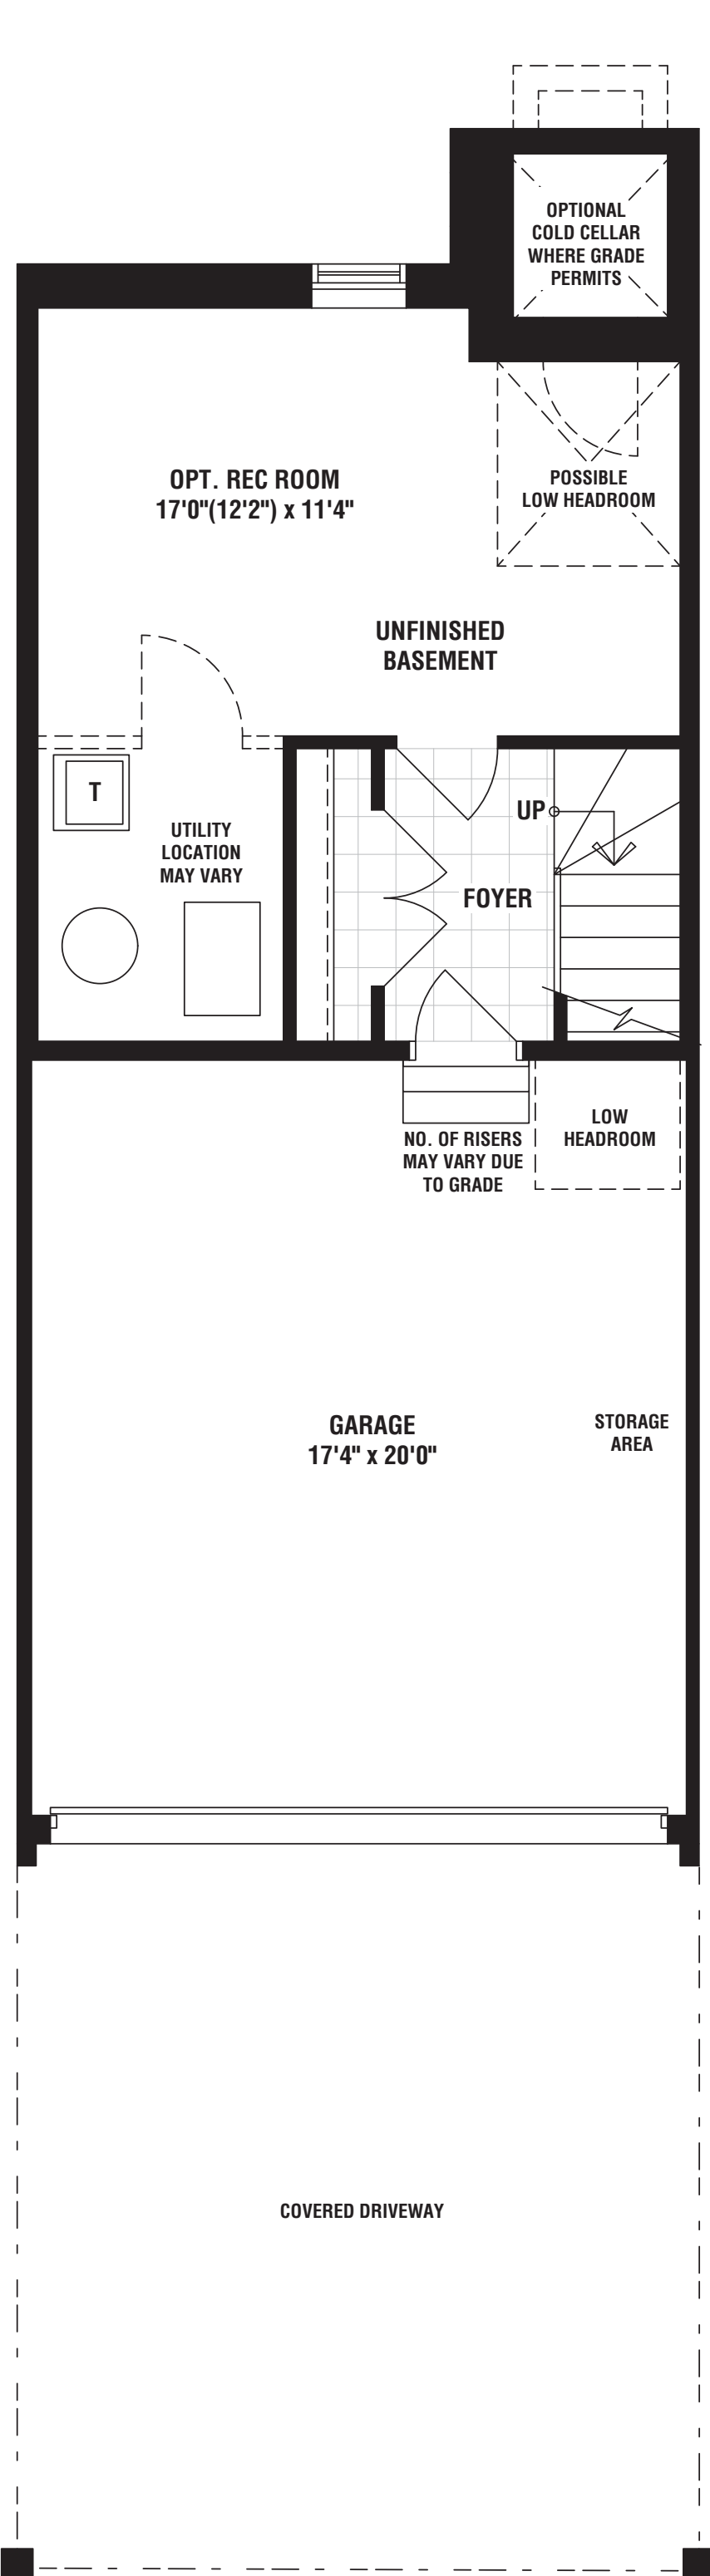 OPTIONAL
COLD CELLAR
WHERE GRADE
PERMITS
OPT. REC ROOM
17'0"(12'2") x 11'4"
POSSIBLE
LOW HEADROOM
UNFINISHED
BASEMENT
T
UTILITY
LOCATION
MAY VARY
UP
FOYER
NO. OF RISERS
MAY VARY DUE
TO GRADE
LOW
HEADROOM
GARAGE
17'4" x 20'0"
STORAGE
AREA
COVERED DRIVEWAY